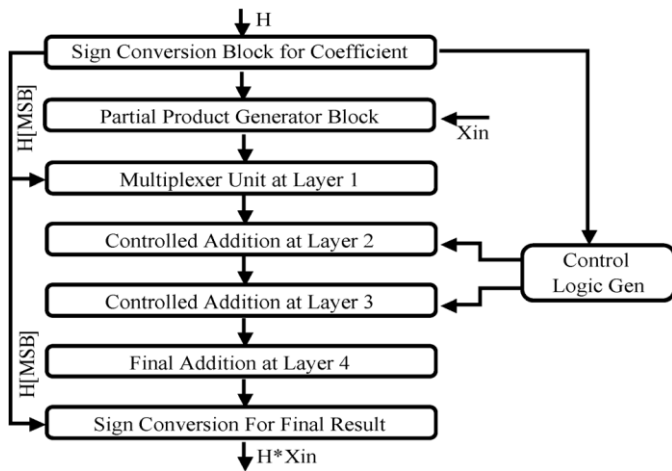 H
Sign Conversion Block for Coefficient
H[MSB]
Partial Product Generator Block
Xin
Multiplexer Unit at Layer 1
Controlled Addition at Layer 2
Control
Logic Gen
Controlled Addition at Layer 3
H[MSB]
Final Addition at Layer 4
Sign Conversion For Final Result
H*Xin